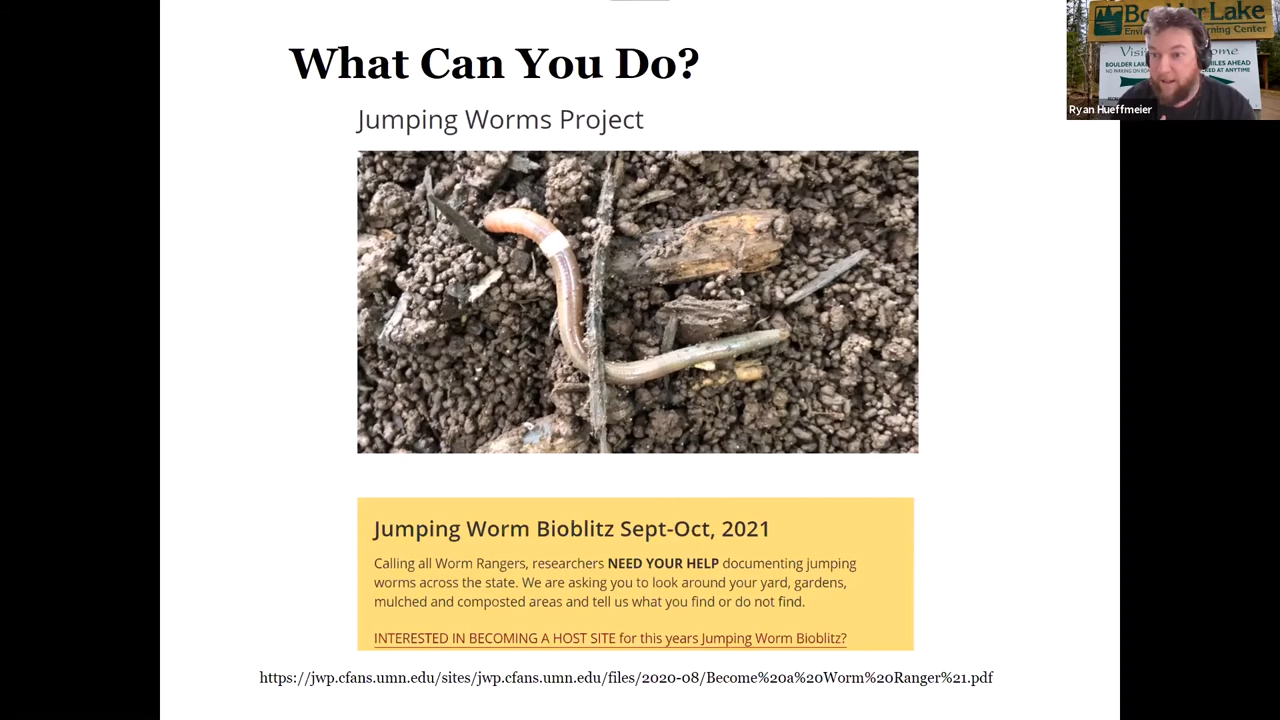 What Can You Do?
Jumping Worms Project
Jumping Worm Bioblitz Sept-Oct, 2021
Calling all Worm Rangers, researchers NEED YOUR HELP documenting jumping
worms across the state. We are asking you to look around your yard, gardens,
mulched and composted areas and tell us what you find or do not find.
INTERESTED IN BECOMING A HOST SITE for this years Jumping Worm Bioblitz?
https://jwp.cfans.umn.edu/sites/jwp.cfans.umn.edu/files/2020-08/Become%20a%20Worm%20Ranger%21.pdf
Boulder Lake
BOULDER LAKE
MILES AHEAD
AT ANYTIME
Ryan Hueffmeier